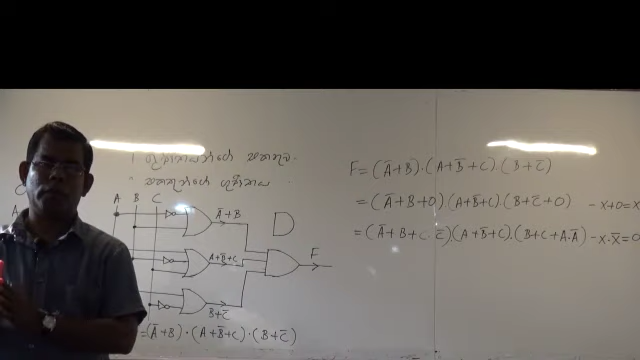 A B C
Ā+B
A+B̄+C
F
B+C̄
=(Ā+B)·(A+B̄+C)·(B+C̄)
F=(Ā+B)·(A+B̄+C)·(B+C̄)
=(Ā+B+0)(A+B̄+C)·(B+C̄+0) -x+0=x
=(Ā+B+C·C̄)·(A+B̄+C)·(B+C+A·Ā) -x·x̄=0